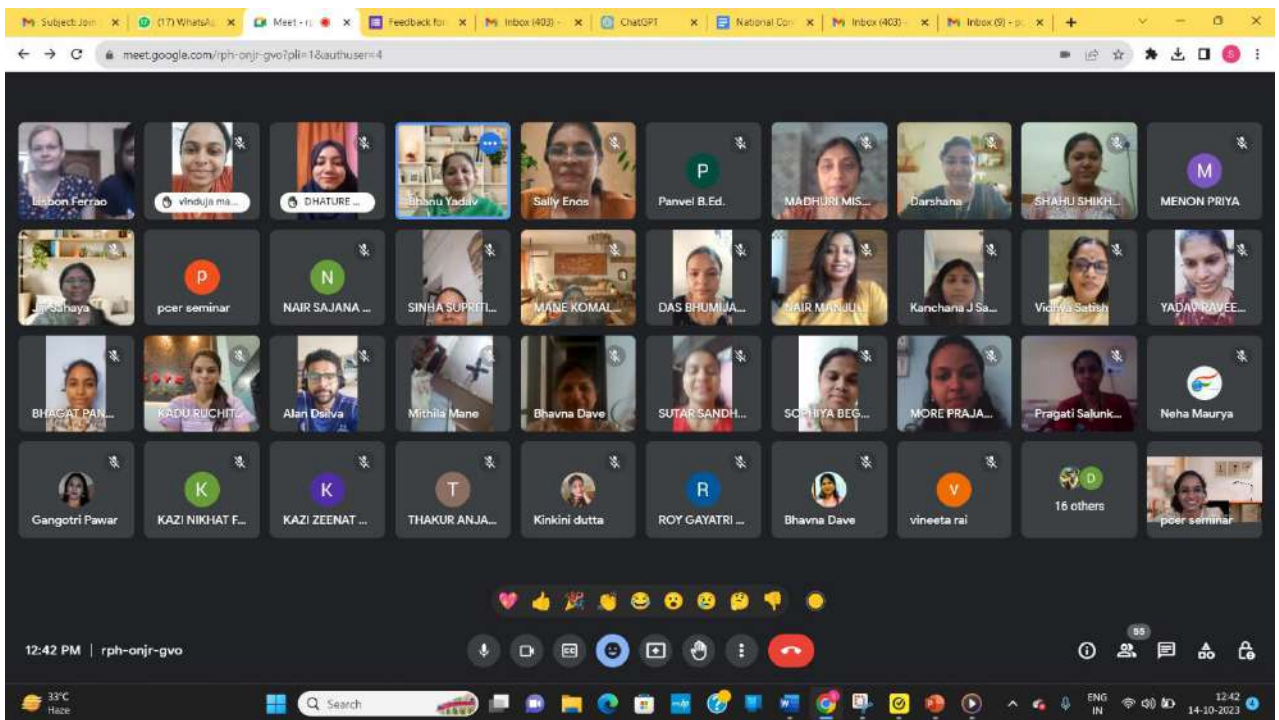 Subject: Join
(17) WhatsA
Meet - r
Feedback for
Inbox (403) -
ChatGPT
National Con
Inbox (403) -
Inbox (9) - p
meet.google.com/rph-onjr-gvo?pli=1&authuser=4
S
Lisbon Ferrao
vinduja ma...
DHATURE ...
Bhanu Yadav
Sally Enos
P
Panvel B.Ed.
MADHURI MIS...
Darshana
SHAHU SHIKH...
M
MENON PRIYA
Sahaya
p
pcer seminar
N
NAIR SAJANA ...
SINHA SUPRITI...
MANE KOMAL...
DAS BHUMIJA...
NAIR MANJU...
Kanchana J Sa...
Vidhya Satish
YADAV RAVEE...
BHAGAT PAN...
KADU RUCHIT...
Alan Dsilva
Mithila Mane
Bhavna Dave
SUTAR SANDH...
SOPHIYA BEG...
MORE PRAJA...
Pragati Salunk...
Neha Maurya
Gangotri Pawar
K
KAZI NIKHAT F...
K
KAZI ZEENAT ...
T
THAKUR ANJA...
Kinkini dutta
R
ROY GAYATRI ...
Bhavna Dave
v
vineeta rai
D
16 others
pcer seminar
12:42 PM | rph-onjr-gvo
CC
55
33°C
Haze
Search
ENG
IN
12:42
14-10-2023